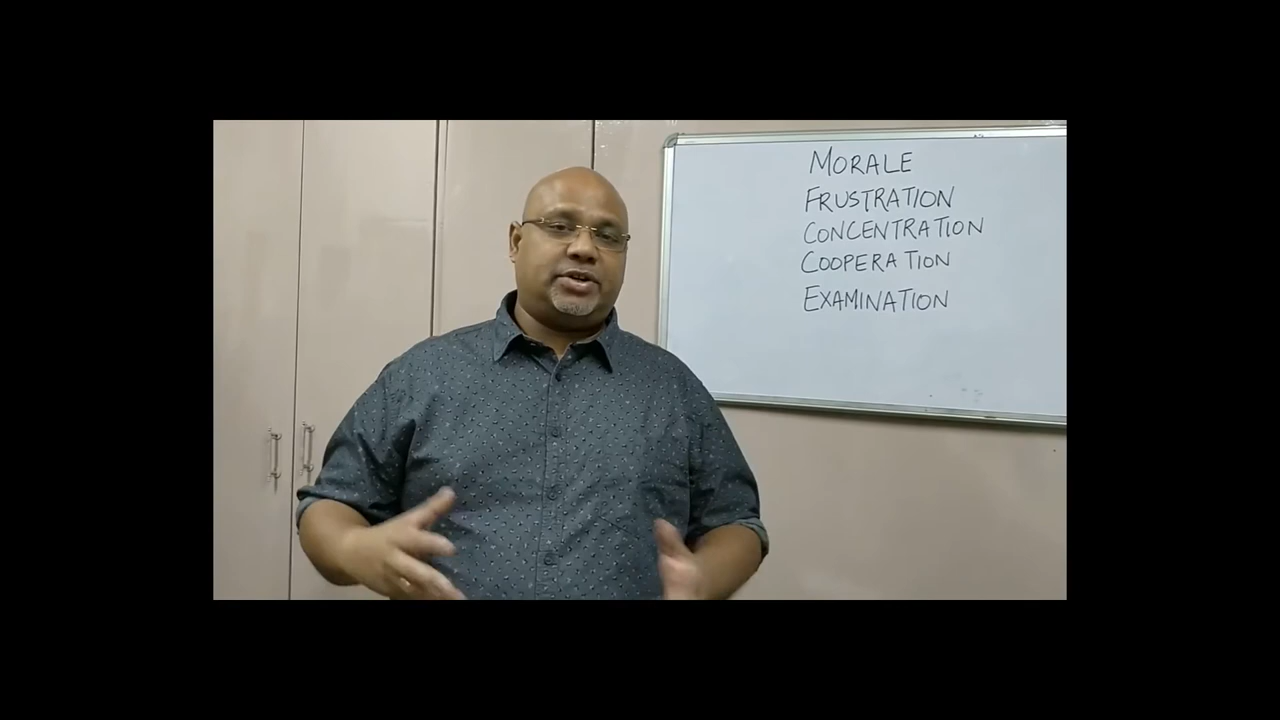 MORALE
FRUSTRATION
CONCENTRATION
COOPERATION
EXAMINATION